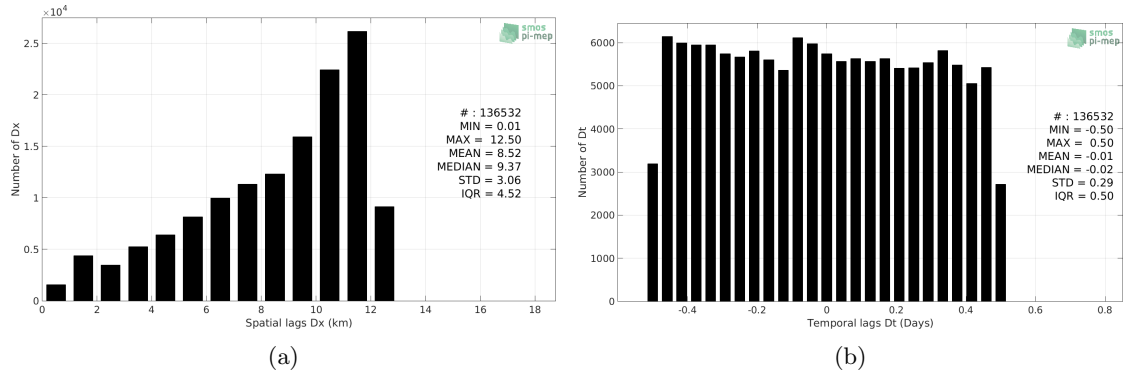 ×10⁴
smos
pi-mep
2.5
2
1.5
1
0.5
0
Number of Dx
# : 136532
MIN = 0.01
MAX = 12.50
MEAN = 8.52
MEDIAN = 9.37
STD = 3.06
IQR = 4.52
0 2 4 6 8 10 12 14 16 18
Spatial lags Dx (km)
(a)
smos
pi-mep
6000
5000
4000
3000
2000
1000
0
Number of Dt
# : 136532
MIN = -0.50
MAX = 0.50
MEAN = -0.01
MEDIAN = -0.02
STD = 0.29
IQR = 0.50
-0.4 -0.2 0 0.2 0.4 0.6 0.8
Temporal lags Dt (Days)
(b)